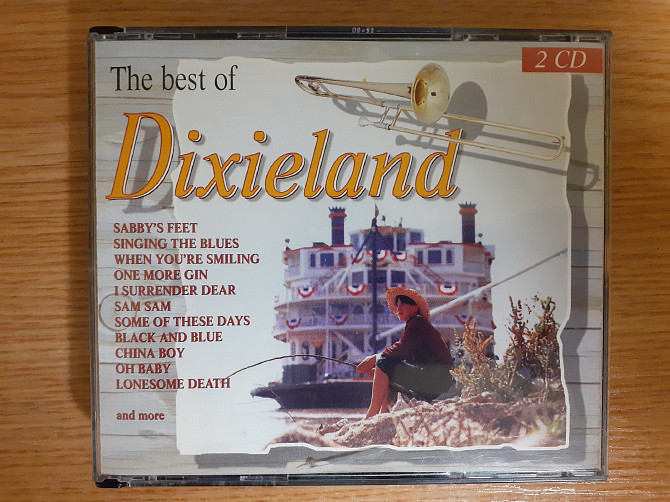 2 CD
The best of
Dixieland
SABBY'S FEET
SINGING THE BLUES
WHEN YOU'RE SMILING
ONE MORE GIN
I SURRENDER DEAR
SAM SAM
SOME OF THESE DAYS
BLACK AND BLUE
CHINA BOY
OH BABY
LONESOME DEATH
and more